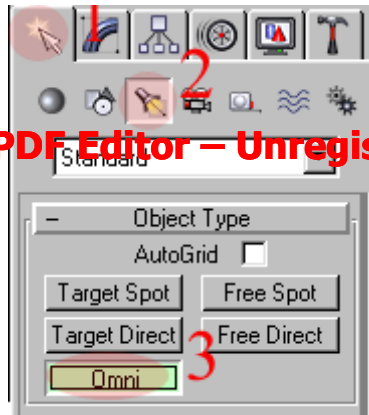 1
2
PDF Editor – Unregis
Standard
– Object Type
AutoGrid
Target Spot Free Spot
Target Direct Free Direct
3
Omni